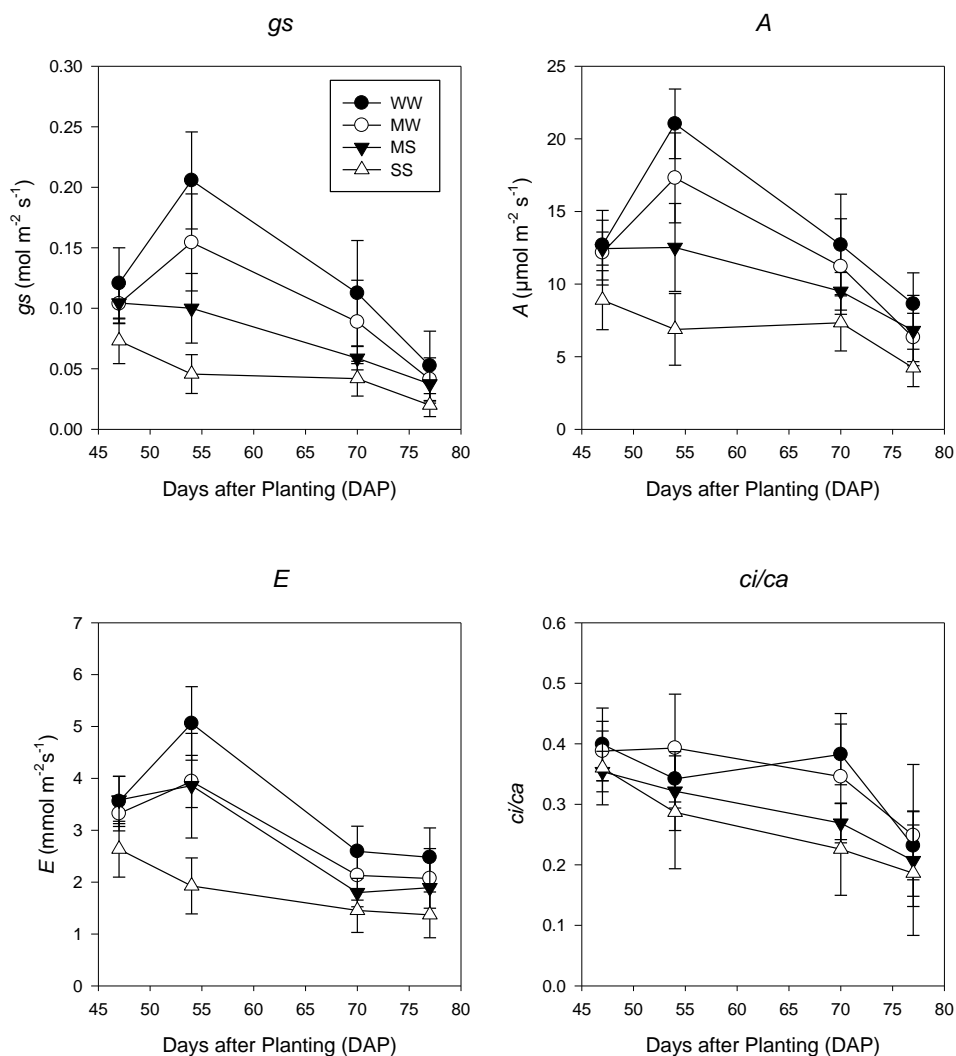 gs
0.30
0.25
0.20
0.15
0.10
0.05
0.00
gs (mol m-2 s-1)
45 50 55 60 65 70 75 80
Days after Planting (DAP)
WW
MW
MS
SS
A
25
20
15
10
5
0
A (µmol m-2 s-1)
45 50 55 60 65 70 75 80
Days after Planting (DAP)
E
7
6
5
4
3
2
1
0
E (mmol m-2s-1)
45 50 55 60 65 70 75 80
Days after Planting (DAP)
ci/ca
0.6
0.5
0.4
0.3
0.2
0.1
0.0
ci/ca
45 50 55 60 65 70 75 80
Days after Planting (DAP)